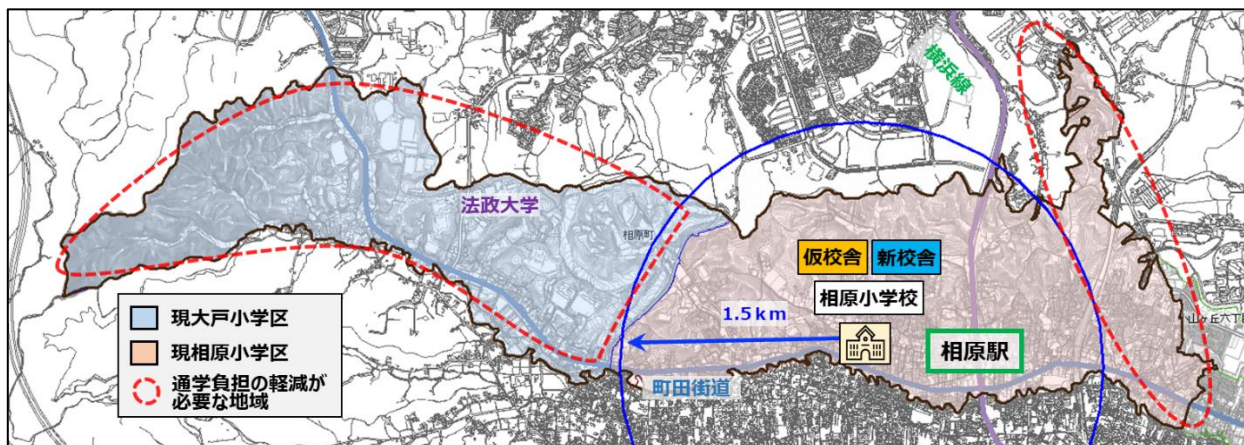 横浜線
法政大学
相原町
仮校舎
新校舎
相原小学校
1.5km
相原駅
町田街道
現大戸小学区
現相原小学区
通学負担の軽減が
必要な地域